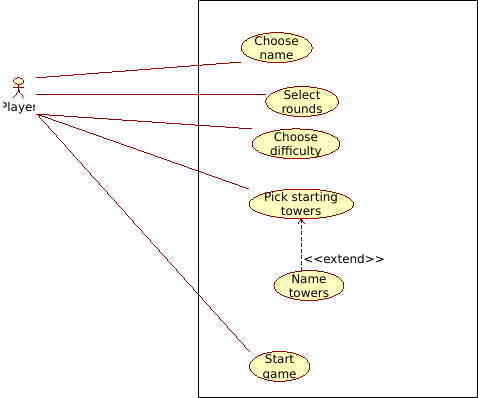 Choose
name
Player
Select
rounds
Choose
difficulty
Pick starting
towers
<<extend>>
Name
towers
Start
game